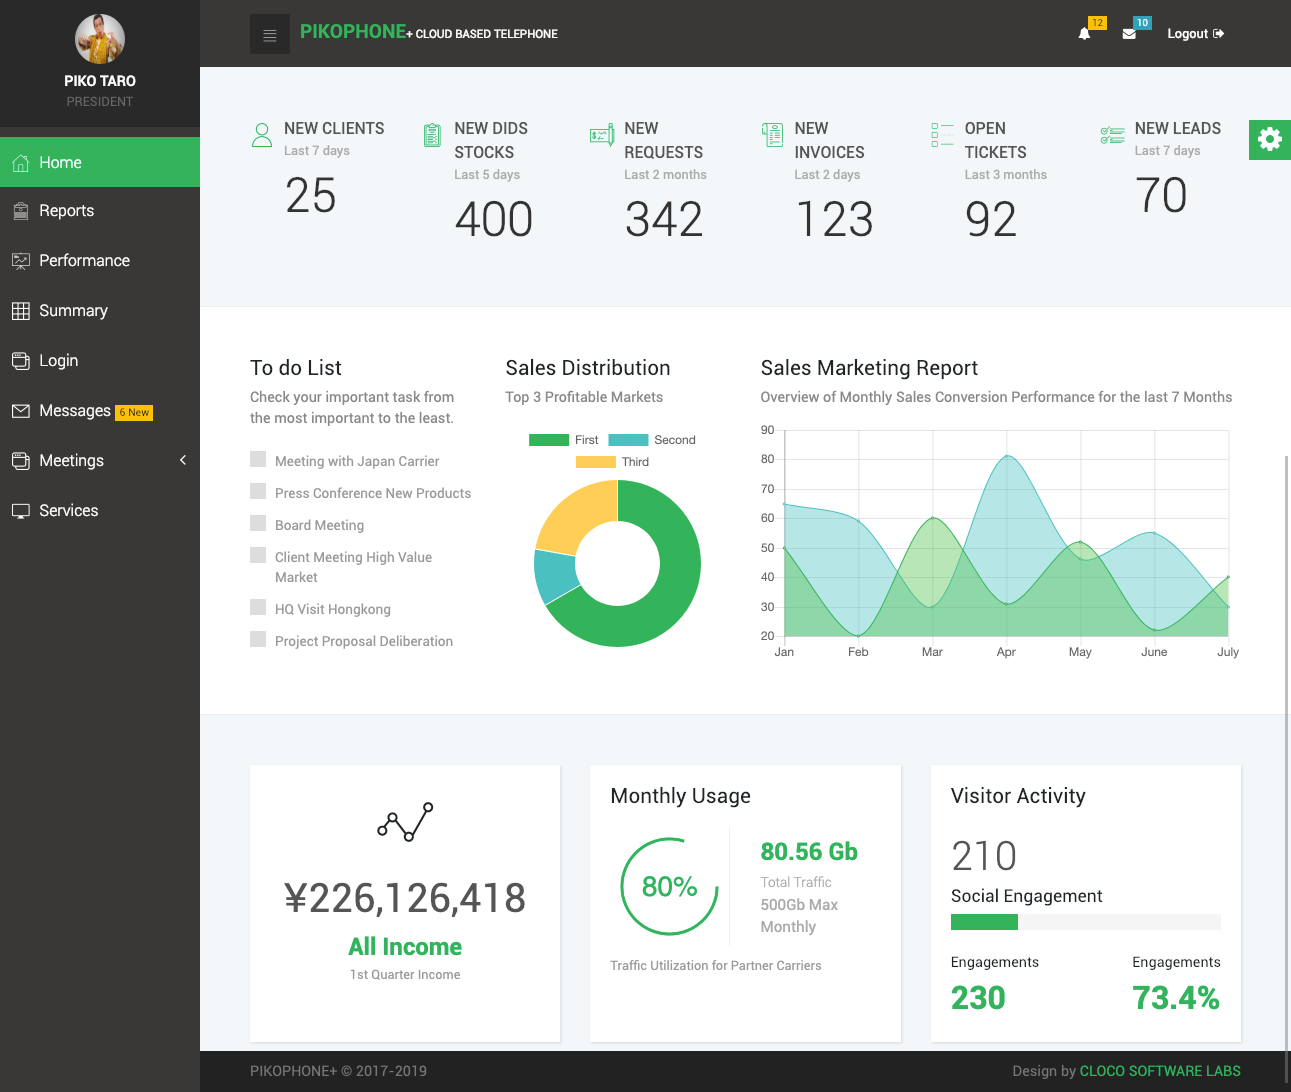 PIKO TARO
PRESIDENT
Home
Reports
Performance
Summary
Login
Messages 6 New
Meetings
Services
PIKOPHONE+ CLOUD BASED TELEPHONE
12
10
Logout
NEW CLIENTS
Last 7 days
25
NEW DIDS
STOCKS
Last 5 days
400
NEW
REQUESTS
Last 2 months
342
NEW
INVOICES
Last 2 days
123
OPEN
TICKETS
Last 3 months
92
NEW LEADS
Last 7 days
70
To do List
Check your important task from
the most important to the least.
Meeting with Japan Carrier
Press Conference New Products
Board Meeting
Client Meeting High Value
Market
HQ Visit Hongkong
Project Proposal Deliberation
Sales Distribution
Top 3 Profitable Markets
First Second
Third
Sales Marketing Report
Overview of Monthly Sales Conversion Performance for the last 7 Months
90
80
70
60
50
40
30
20
Jan Feb Mar Apr May June July
¥226,126,418
All Income
1st Quarter Income
Monthly Usage
80%
80.56 Gb
Total Traffic
500Gb Max
Monthly
Traffic Utilization for Partner Carriers
Visitor Activity
210
Social Engagement
Engagements Engagements
230 73.4%
PIKOPHONE+ © 2017-2019
Design by CLOCO SOFTWARE LABS